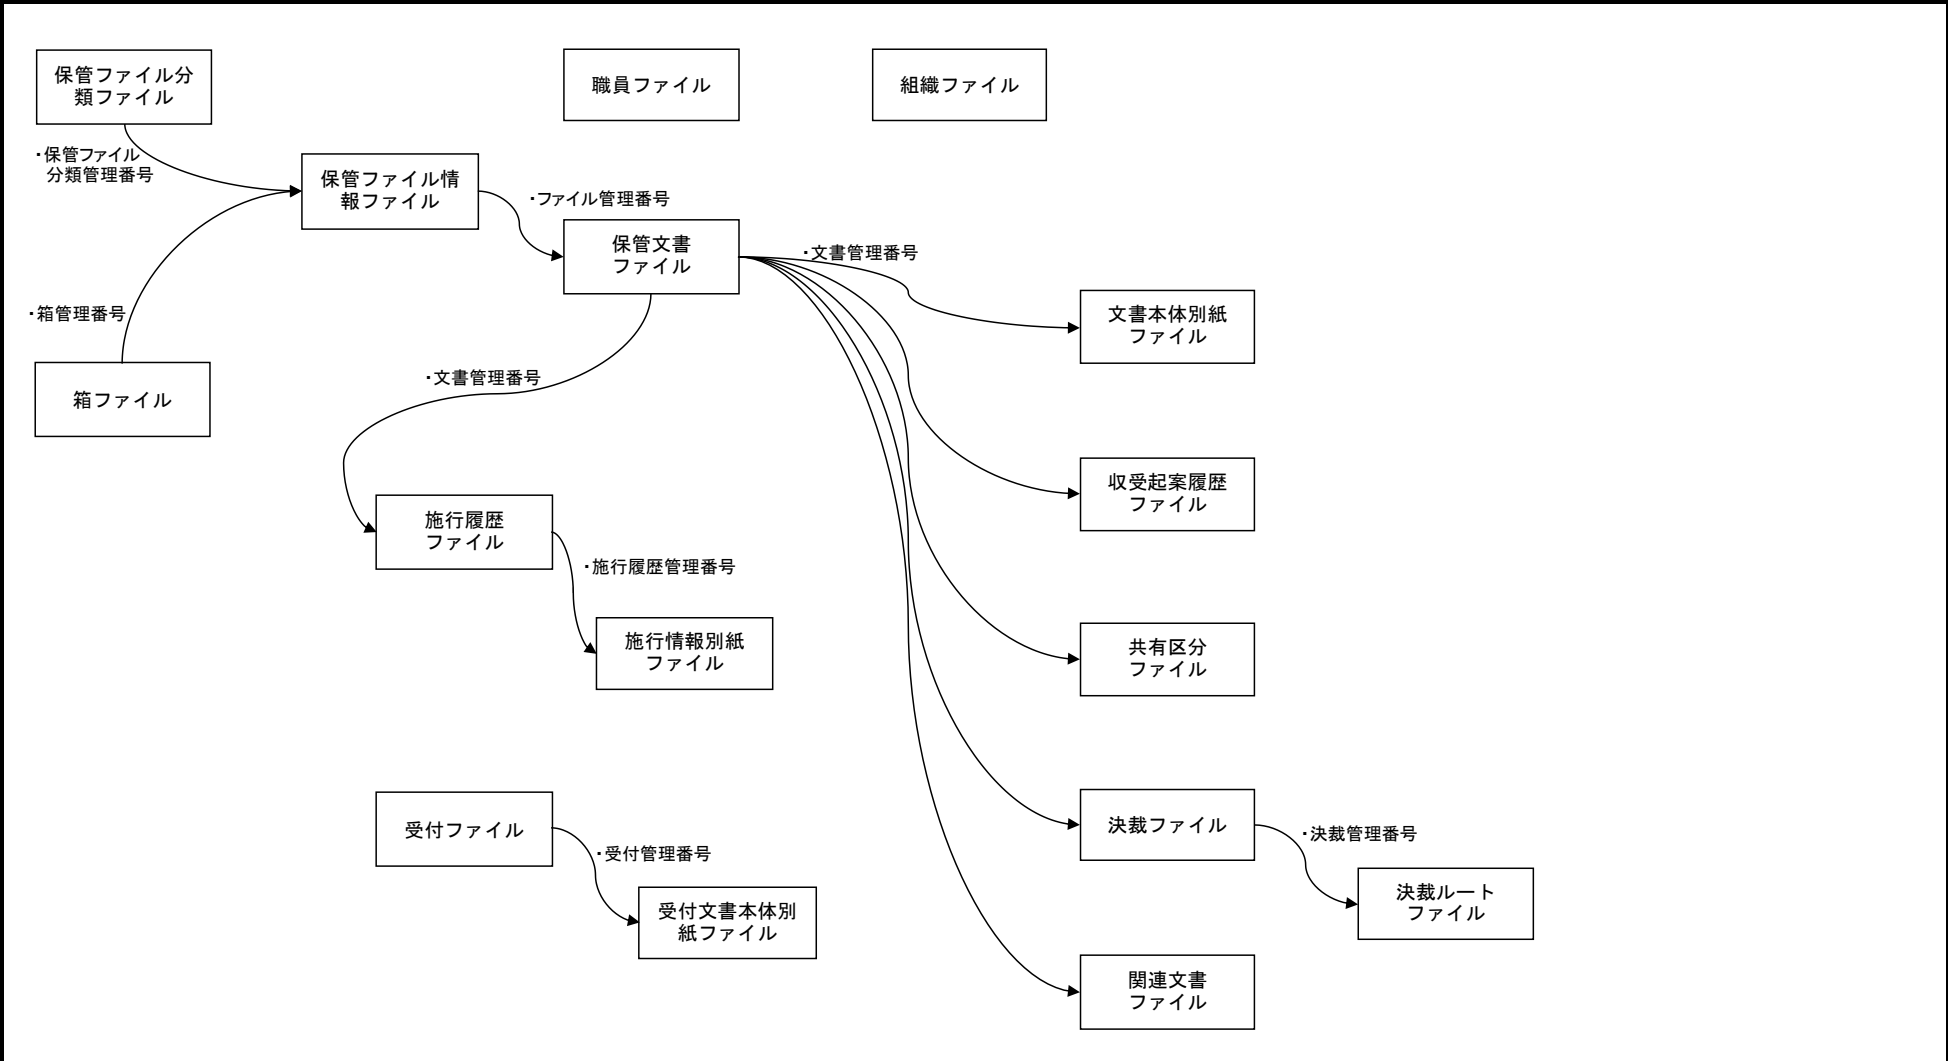 保管ファイル分
類ファイル
職員ファイル
組織ファイル
・保管ファイル
分類管理番号
保管ファイル情
報ファイル
・ファイル管理番号
保管文書
ファイル
・文書管理番号
・箱管理番号
箱ファイル
・文書管理番号
文書本体別紙
ファイル
収受起案履歴
ファイル
施行履歴
ファイル
・施行履歴管理番号
施行情報別紙
ファイル
共有区分
ファイル
受付ファイル
・受付管理番号
受付文書本体別
紙ファイル
決裁ファイル
・決裁管理番号
決裁ルート
ファイル
関連文書
ファイル